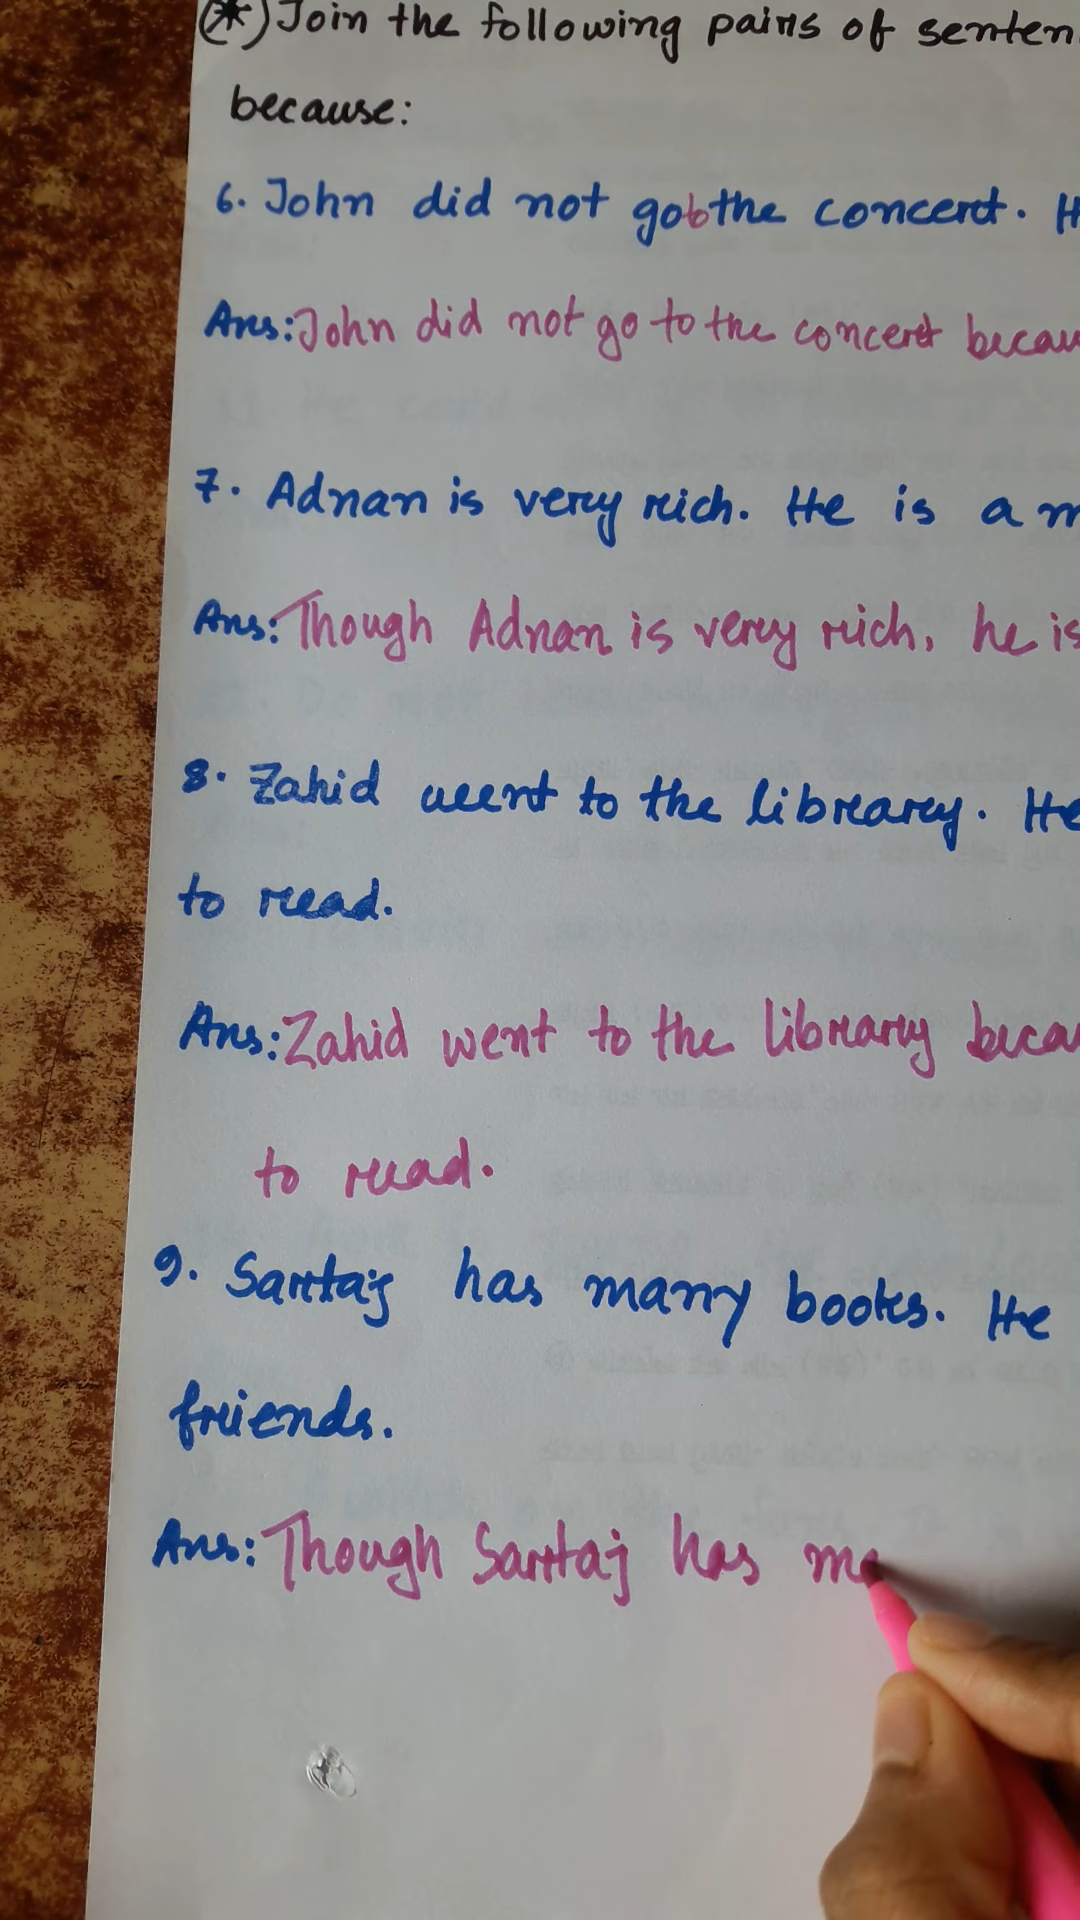 (*) Join the following pairs of senten
because:
6. John did not go to the concert. H
Ans: John did not go to the concert becau
7. Adnan is very rich. He is a m
Ans: Though Adnan is very rich, he is
8. Zahid went to the library. He
to read.
Ans: Zahid went to the library becau
to read.
9. Sartaj has many books. He
friends.
Ans: Though Sartaj has ma